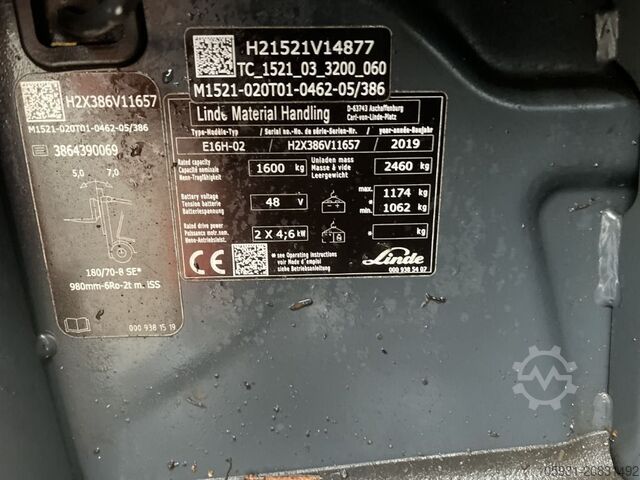 H21521V14877
TC_1521_03_3200_060
M1521-020T01-0462-05/386
Linde Material Handling
D-63743 Aschaffenburg
Carl-von-Linde-Platz
Modèle-Typ / Serial no.-No. de série-Serien-Nr. / year-année-Baujahr
E16H-02 / H2X386V11657 / 2019
Rated capacity
Capacité nominale
Nenn-Tragfähigkeit
1600 kg
Unladen mass
Masse à vide
Leergewicht
2460 kg
Battery voltage
Tension batterie
Batteriespannung
48 V
max. 1174 kg
min. 1062 kg
Rated drive power
Puissance motr. nom.
Nenn-Antriebsleist.
2 X 4,6 kW
kg
CE
see Operating instructions
voir Mode d'emploi
siehe Betriebsanleitung
Linde
000 938 54 02
H2X386V11657
M1521-020T01-0462-05/386
3864390069
5,0 7,0
180/70-8 SE*
980mm-6Ro-2t m. ISS
000 938 15 19